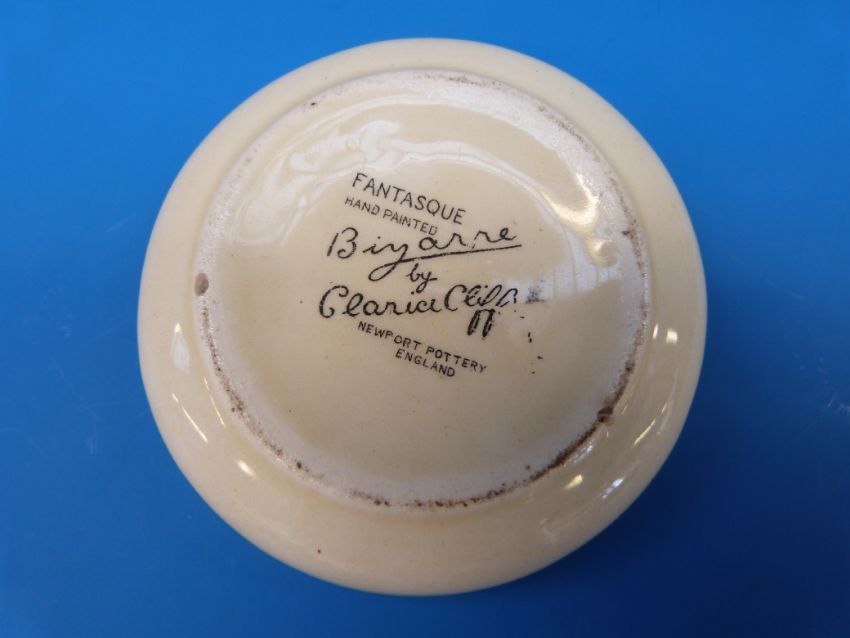 FANTASQUE
HAND PAINTED
Bizarre
by
Clarice Cliff
NEWPORT POTTERY
ENGLAND